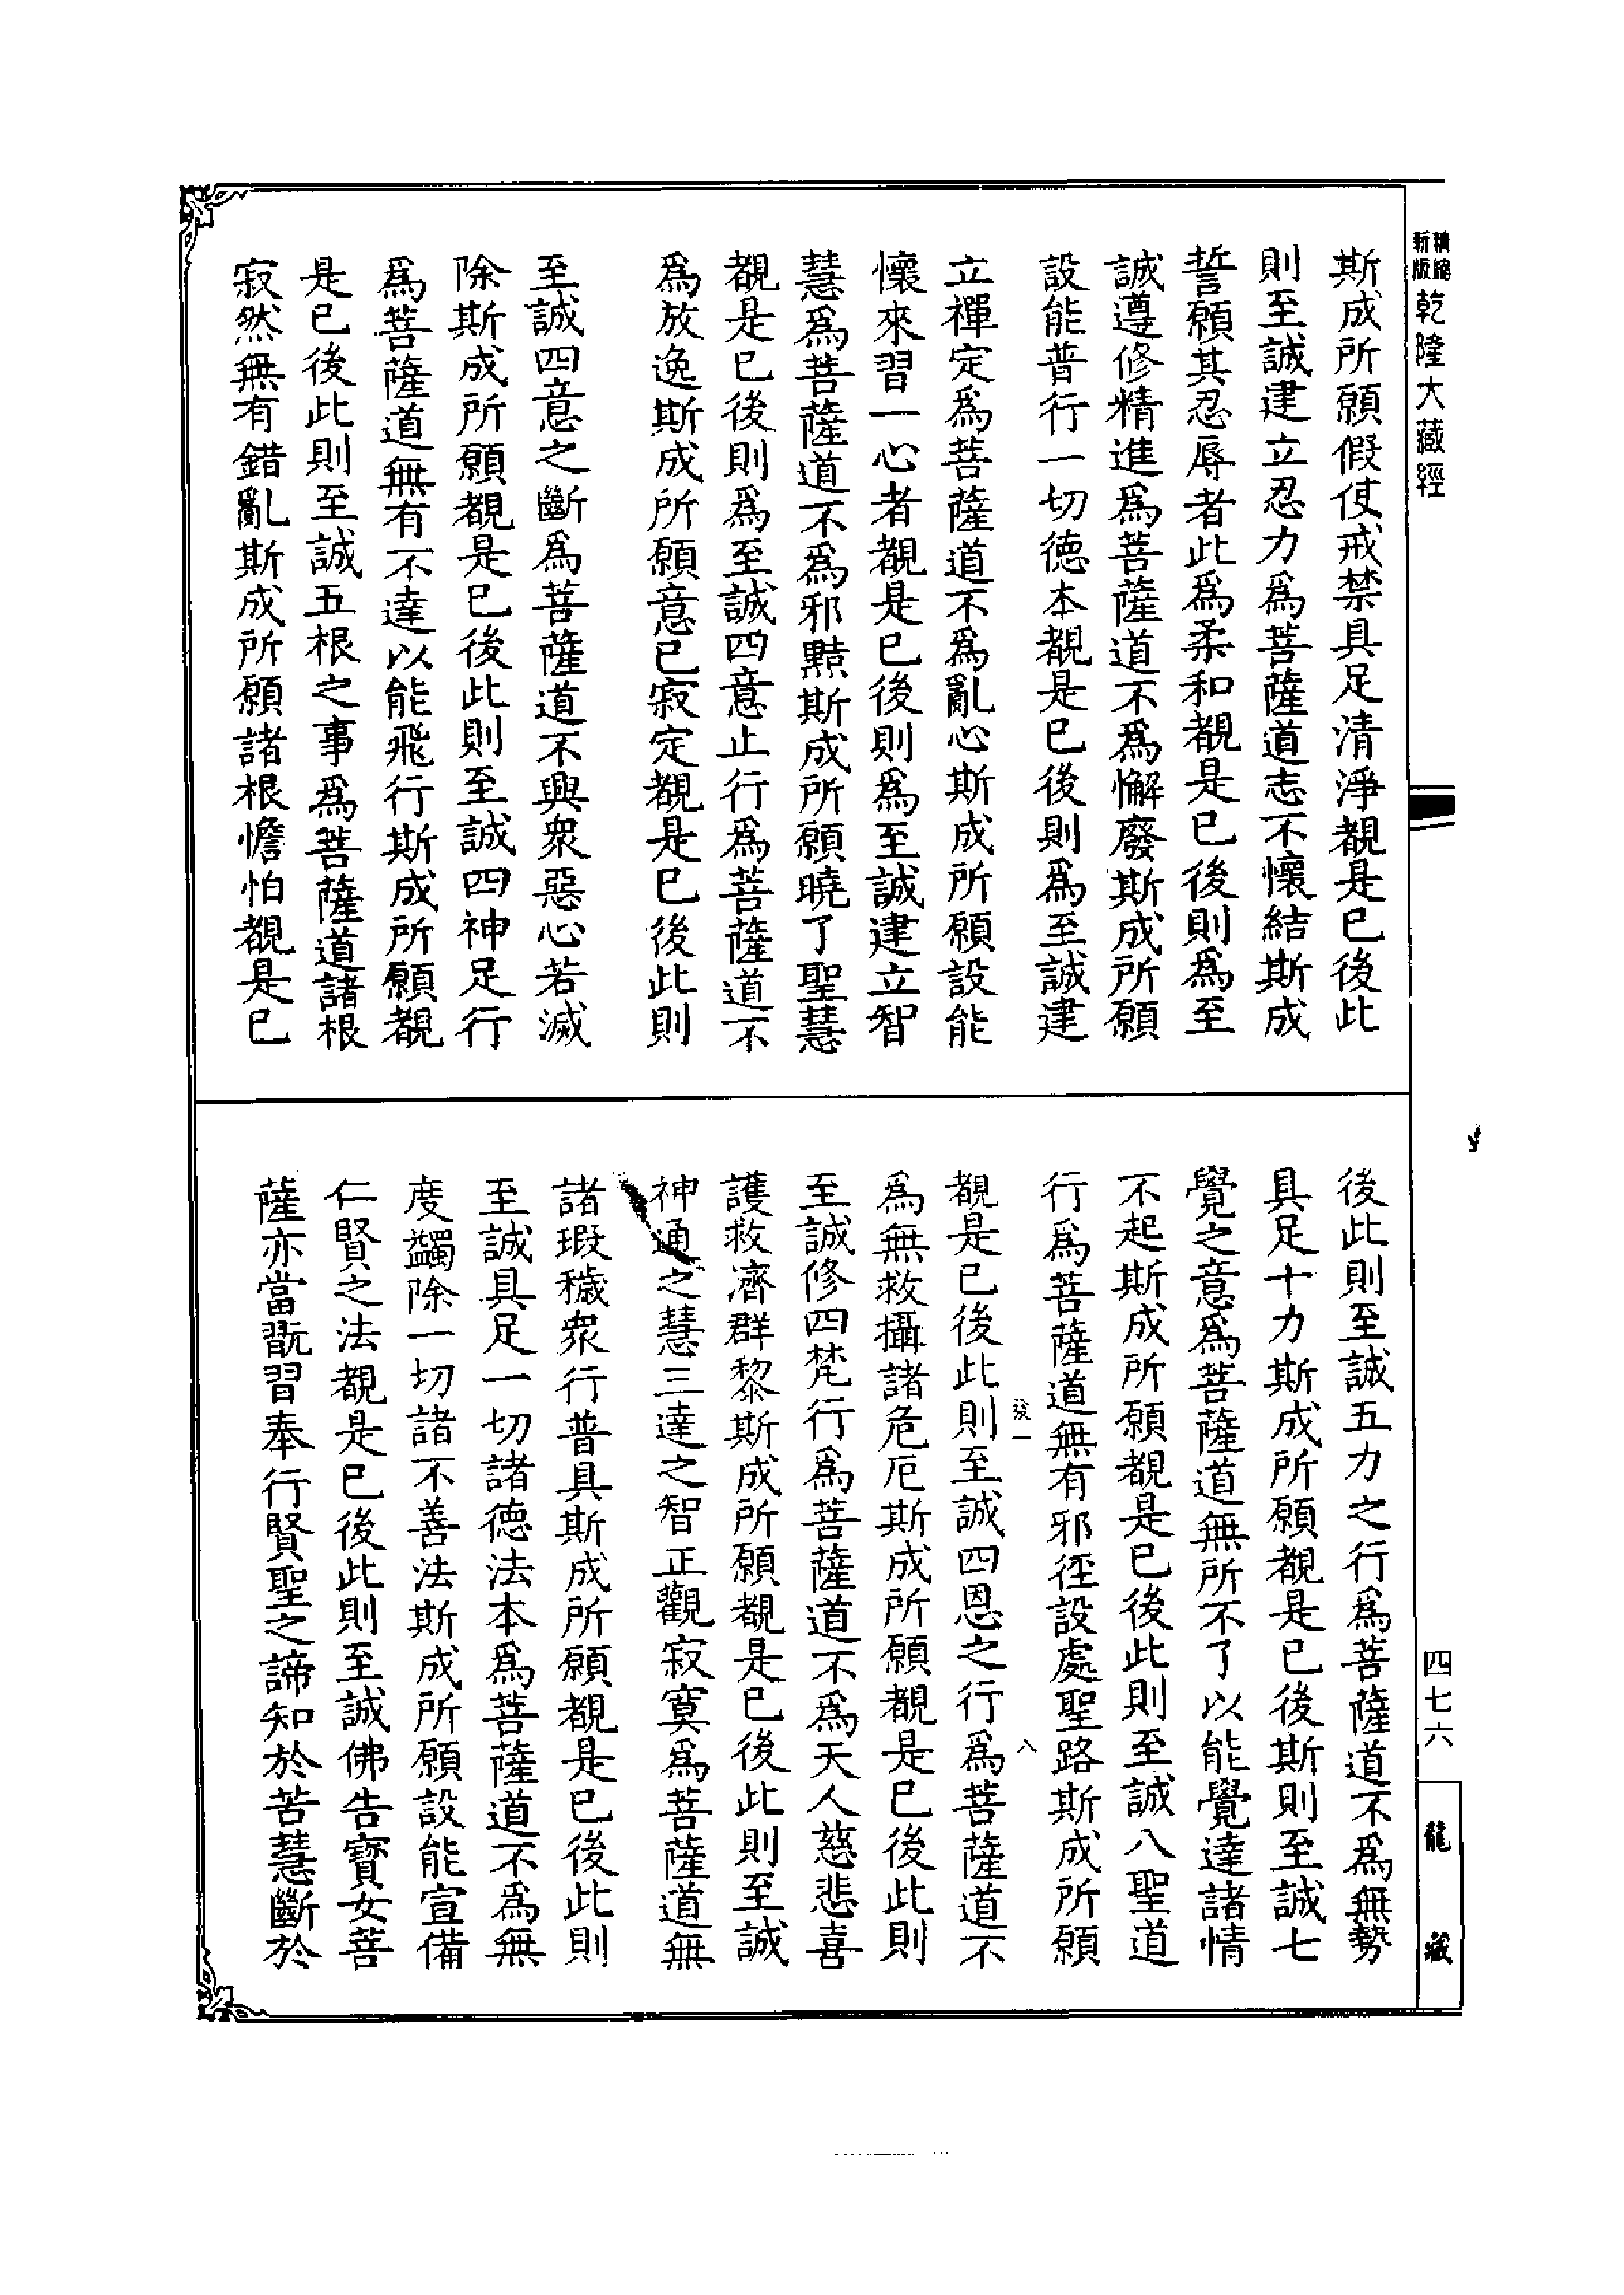 精縮新版乾隆大藏經
斯成所願假使戒禁具足清淨覩是已後此
則至誠建立忍力爲菩薩道志不懷結斯成
誓願其忍辱者此爲柔和覩是已後則爲至
誠遵修精進爲菩薩道不爲懈廢斯成所願
設能普行一切德本覩是已後則爲至誠建
立禪定爲菩薩道不爲亂心斯成所願設能
懷來習一心者覩是已後則爲至誠建立智
慧爲菩薩道不爲邪黠斯成所願曉了聖慧
覩是已後則爲至誠四意止行爲菩薩道不
爲放逸斯成所願意已寂定覩是已後此則
至誠四意之斷爲菩薩道不興衆惡心若滅
除斯成所願覩是已後此則至誠四神足行
爲菩薩道無有不達以能飛行斯成所願覩
是已後此則至誠五根之事爲菩薩道諸根
寂然無有錯亂斯成所願諸根憺怕覩是已
後此則至誠五力之行爲菩薩道不爲無勢
具足十力斯成所願覩是已後斯則至誠七
覺之意爲菩薩道無所不了以能覺達諸情
不起斯成所願覩是已後此則至誠八聖道
行爲菩薩道無有邪徑設處聖路斯成所願
發一 八
覩是已後此則至誠四恩之行爲菩薩道不
爲無救攝諸危厄斯成所願覩是已後此則
至誠修四梵行爲菩薩道不爲天人慈悲喜
護救濟群黎斯成所願覩是已後此則至誠
神通之慧三達之智正觀寂寞爲菩薩道無
諸瑕穢衆行普具斯成所願覩是已後此則
至誠具足一切諸德法本爲菩薩道不爲無
度蠲除一切諸不善法斯成所願設能宣備
仁賢之法覩是已後此則至誠佛告寶女菩
薩亦當翫習奉行賢聖之諦知於苦慧斷於
四七六
龍藏